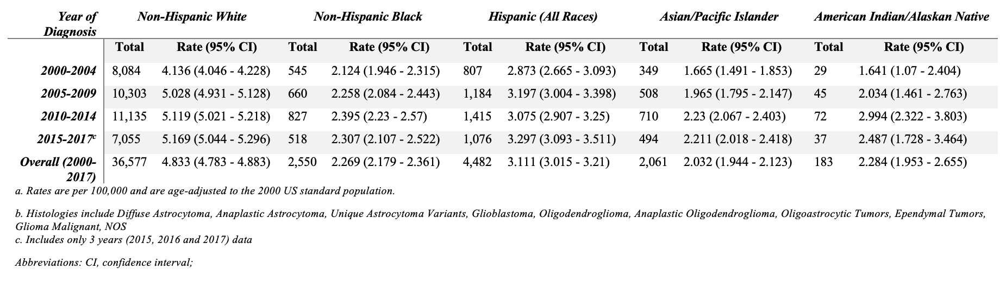 Year of Diagnosis Non-Hispanic White Non-Hispanic Black Hispanic (All Races) Asian/Pacific Islander American Indian/Alaskan Native
Total Rate (95% CI) Total Rate (95% CI) Total Rate (95% CI) Total Rate (95% CI) Total Rate (95% CI)
2000-2004 8,084 4.136 (4.046 - 4.228) 545 2.124 (1.946 - 2.315) 807 2.873 (2.665 - 3.093) 349 1.665 (1.491 - 1.853) 29 1.641 (1.07 - 2.404)
2005-2009 10,303 5.028 (4.931 - 5.128) 660 2.258 (2.084 - 2.443) 1,184 3.197 (3.004 - 3.398) 508 1.965 (1.795 - 2.147) 45 2.034 (1.461 - 2.763)
2010-2014 11,135 5.119 (5.021 - 5.218) 827 2.395 (2.23 - 2.57) 1,415 3.075 (2.907 - 3.25) 710 2.23 (2.067 - 2.403) 72 2.994 (2.322 - 3.803)
2015-2017c 7,055 5.169 (5.044 - 5.296) 518 2.307 (2.107 - 2.522) 1,076 3.297 (3.093 - 3.511) 494 2.211 (2.018 - 2.418) 37 2.487 (1.728 - 3.464)
Overall (2000-2017) 36,577 4.833 (4.783 - 4.883) 2,550 2.269 (2.179 - 2.361) 4,482 3.111 (3.015 - 3.21) 2,061 2.032 (1.944 - 2.123) 183 2.284 (1.953 - 2.655)
a. Rates are per 100,000 and are age-adjusted to the 2000 US standard population.
b. Histologies include Diffuse Astrocytoma, Anaplastic Astrocytoma, Unique Astrocytoma Variants, Glioblastoma, Oligodendroglioma, Anaplastic Oligodendroglioma, Oligoastrocytic Tumors, Ependymal Tumors,
Glioma Malignant, NOS
c. Includes only 3 years (2015, 2016 and 2017) data
Abbreviations: CI, confidence interval;